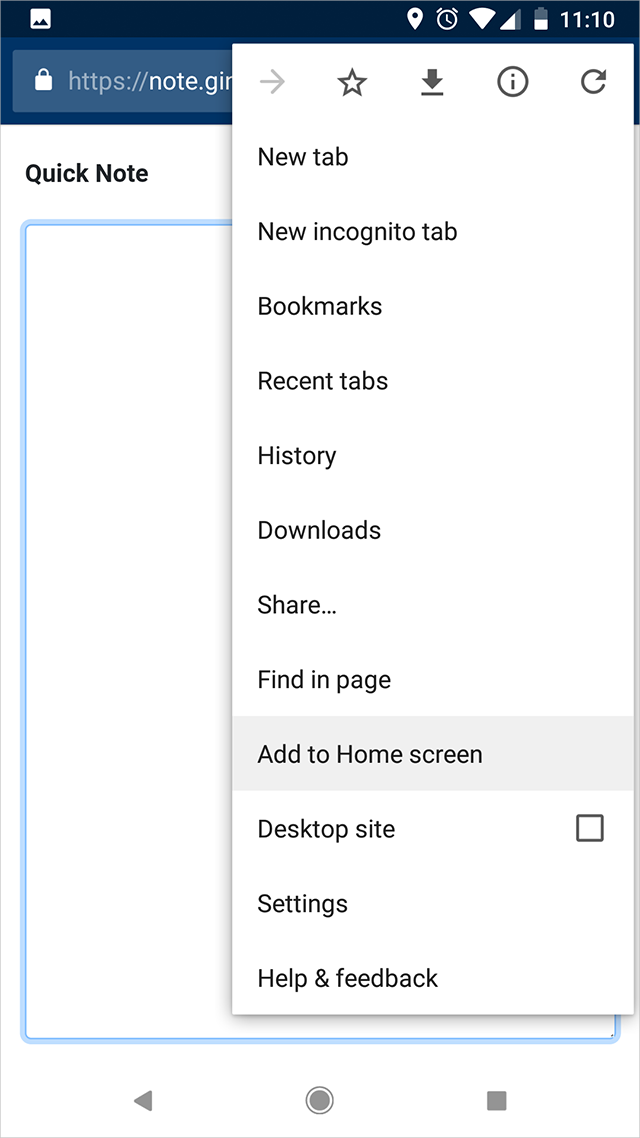 11:10
https://note.gi
New tab
Quick Note
New incognito tab
Bookmarks
Recent tabs
History
Downloads
Share…
Find in page
Add to Home screen
Desktop site
Settings
Help & feedback